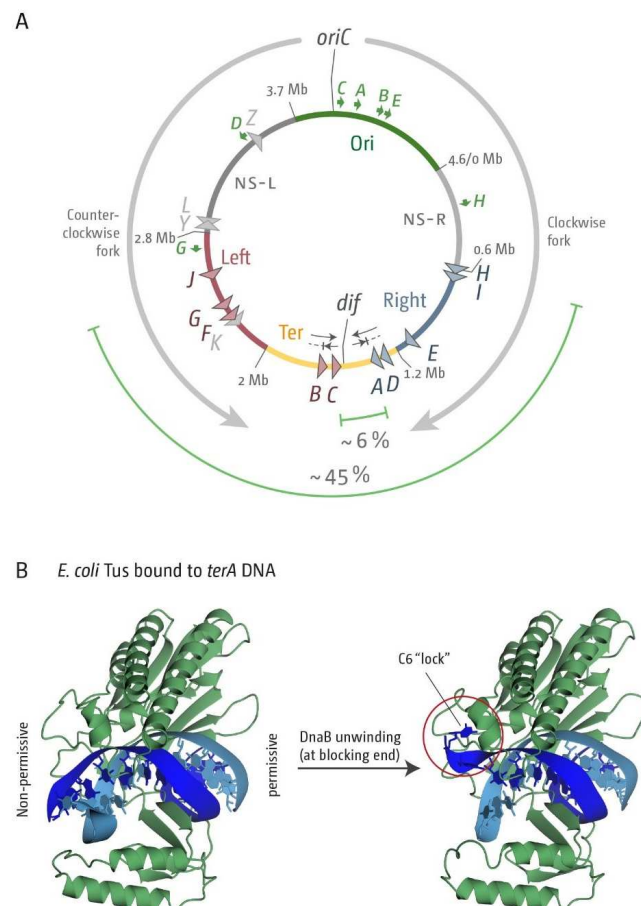 A
oriC
C
A
B
E
3.7 Mb
D
Z
Ori
4.6/0 Mb
NS-L
NS-R
H
L
Y
Counter-
clockwise
fork
2.8 Mb
G
Left
Clockwise
fork
0.6 Mb
H
I
J
Right
dif
G
F
K
Ter
E
2 Mb
B
C
A
D
1.2 Mb
~ 6 %
~ 45 %
B
E. coli Tus bound to terA DNA
Non-permissive
permissive
DnaB unwinding
(at blocking end)
C6 “lock”